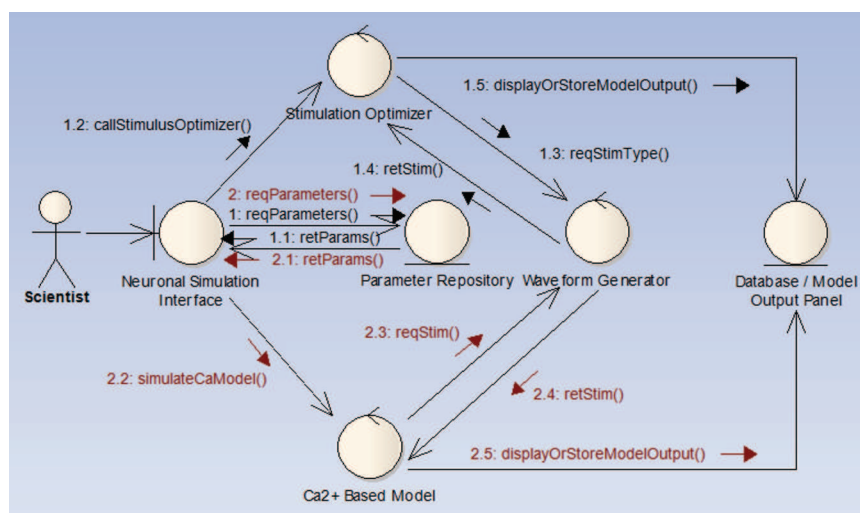 1.5: displayOrStoreModelOutput()
1.2: callStimulusOptimizer()
Stimulation Optimizer
1.3: reqStimType()
1.4: retStim()
2: reqParameters()
1: reqParameters()
1.1: retParams()
2.1: retParams()
Scientist
Neuronal Simulation
Interface
Parameter Repository
Waveform Generator
Database / Model
Output Panel
2.3: reqStim()
2.2: simulateCaModel()
2.4: retStim()
2.5: displayOrStoreModelOutput()
Ca2+ Based Model